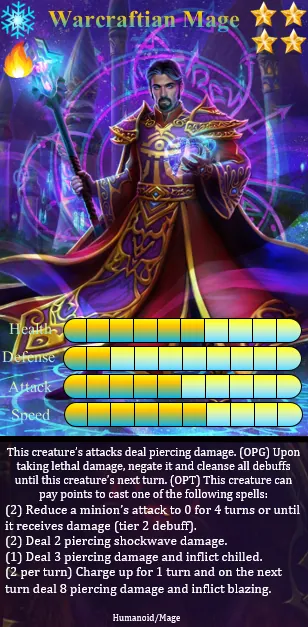 Warcraftian Mage
Health
Defense
Attack
Speed
This creature's attacks deal piercing damage. (OPG) Upon
taking lethal damage, negate it and cleanse all debuffs
until this creature's next turn. (OPT) This creature can
pay points to cast one of the following spells:
(2) Reduce a minion's attack to 0 for 4 turns or until
it receives damage (tier 2 debuff).
(2) Deal 2 piercing shockwave damage.
(1) Deal 3 piercing damage and inflict chilled.
(2 per turn) Charge up for 1 turn and on the next
turn deal 8 piercing damage and inflict blazing.
Humanoid/Mage